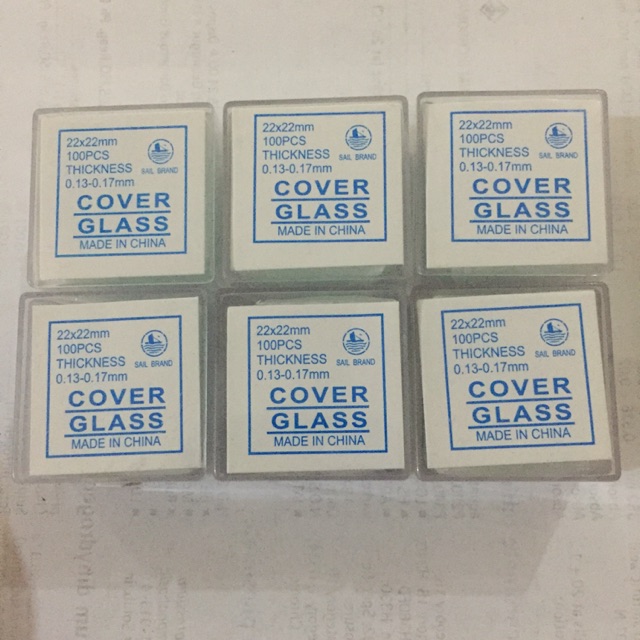 22x22mm
100PCS
THICKNESS
0.13-0.17mm
SAIL BRAND
COVER
GLASS
MADE IN CHINA
22x22mm
100PCS
THICKNESS
0.13-0.17mm
SAIL BRAND
COVER
GLASS
MADE IN CHINA
22x22mm
100PCS
THICKNESS
0.13-0.17mm
SAIL BRAND
COVER
GLASS
MADE IN CHINA
22x22mm
100PCS
THICKNESS
0.13-0.17mm
SAIL BRAND
COVER
GLASS
MADE IN CHINA
22x22mm
100PCS
THICKNESS
0.13-0.17mm
SAIL BRAND
COVER
GLASS
MADE IN CHINA
22x22mm
100PCS
THICKNESS
0.13-0.17mm
SAIL BRAND
COVER
GLASS
MADE IN CHINA